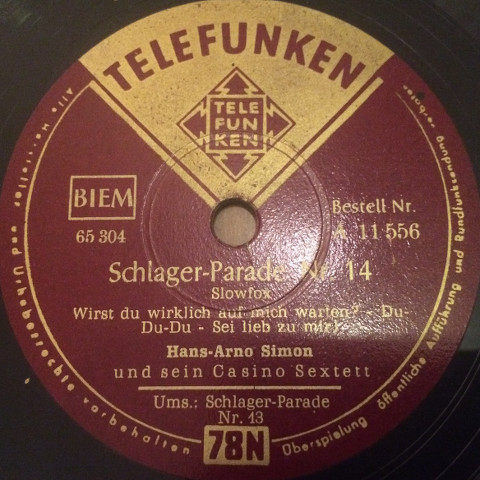 TELEFUNKEN
TELE
FUN
KEN
BIEM
65 304
Bestell Nr.
A 11 556
Schlager-Parade Nr. 14
Slowfox
Wirst du wirklich auf mich warten? - Du-
Du-Du - Sei lieb zu mir
Hans-Arno Simon
und sein Casino Sextett
Ums.: Schlager-Parade
Nr. 13
78N
Alle und Urheberrechte vorbehalten
Überspielung öffentliche Aufführung und Rundfunksendung verboten